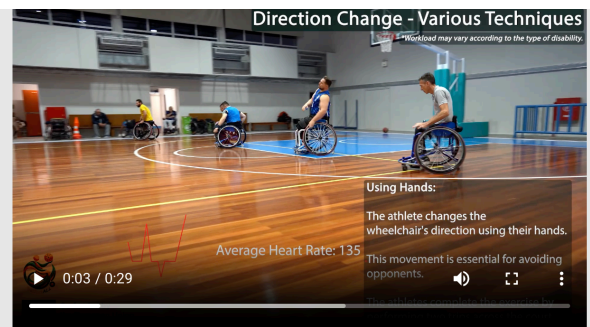 Direction Change - Various Techniques
*Workload may vary according to the type of disability.
Using Hands:
The athlete changes the
wheelchair's direction using their hands.
Average Heart Rate: 135
This movement is essential for avoiding
opponents.
0:03 / 0:29